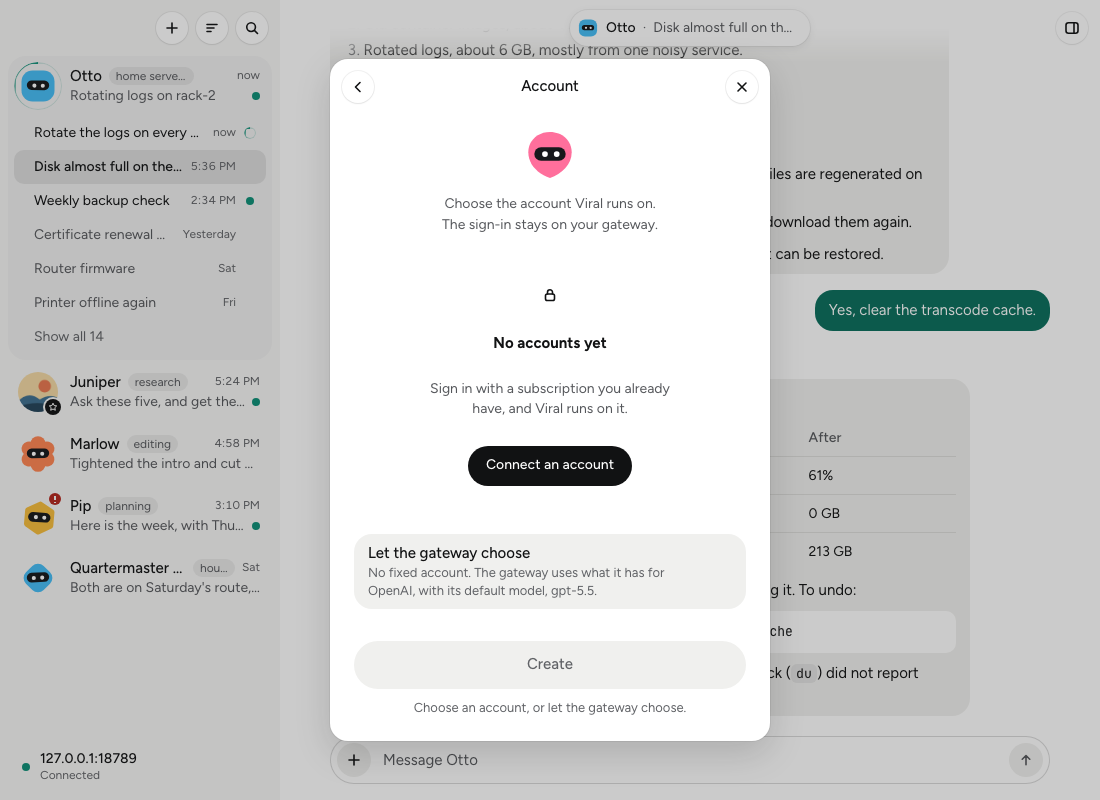 Otto · Disk almost full on th...
Otto home serve... now
Rotating logs on rack-2
Rotate the logs on every ... now
Disk almost full on the... 5:36 PM
Weekly backup check 2:34 PM
Certificate renewal ... Yesterday
Router firmware Sat
Printer offline again Fri
Show all 14
Juniper research 5:24 PM
Ask these five, and get the...
Marlow editing 4:58 PM
Tightened the intro and cut ...
Pip planning 3:10 PM
Here is the week, with Thu...
Quartermaster ... hou... Sat
Both are on Saturday's route,...
127.0.0.1:18789
Connected
3. Rotated logs, about 6 GB, mostly from one noisy service.
iles are regenerated on
download them again.
t can be restored.
Yes, clear the transcode cache.
After
61%
0 GB
213 GB
g it. To undo:
che
ck (du) did not report
Message Otto
Account
Choose the account Viral runs on.
The sign-in stays on your gateway.
No accounts yet
Sign in with a subscription you already
have, and Viral runs on it.
Connect an account
Let the gateway choose
No fixed account. The gateway uses what it has for
OpenAI, with its default model, gpt-5.5.
Create
Choose an account, or let the gateway choose.